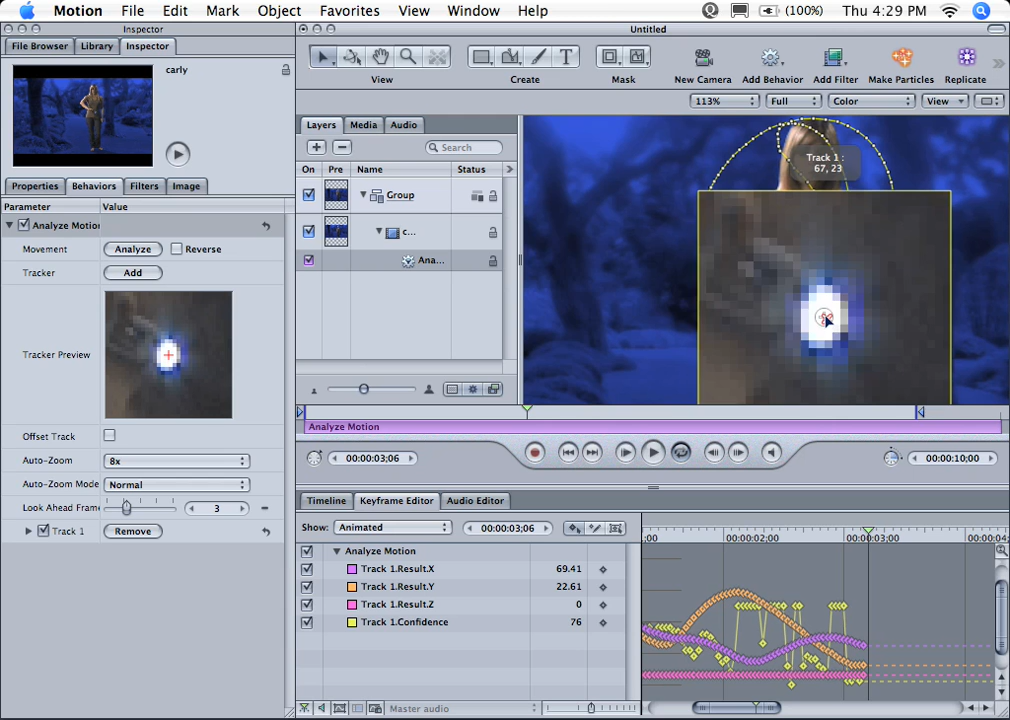 Motion File Edit Mark Object Favorites View Window Help (100%) Thu 4:29 PM
Inspector
Untitled
File Browser Library Inspector
carly
View Create Mask New Camera Add Behavior Add Filter Make Particles Replicate
113% Full Color View
Layers Media Audio
Search
On Pre Name Status
Group
c...
Ana...
Track 1 :
67, 23
Properties Behaviors Filters Image
Parameter Value
Analyze Motion
Movement Analyze Reverse
Tracker Add
Tracker Preview
Offset Track
Auto-Zoom 8x
Auto-Zoom Mode Normal
Look Ahead Frame 3
Track 1 Remove
Analyze Motion
00:00:03;06 00:00:10;00
Timeline Keyframe Editor Audio Editor
Show: Animated 00:00:03;06
;00 00:00:02;00 00:00:03;00 00:00:04;
Analyze Motion
Track 1.Result.X 69.41
Track 1.Result.Y 22.61
Track 1.Result.Z 0
Track 1.Confidence 76
Master audio